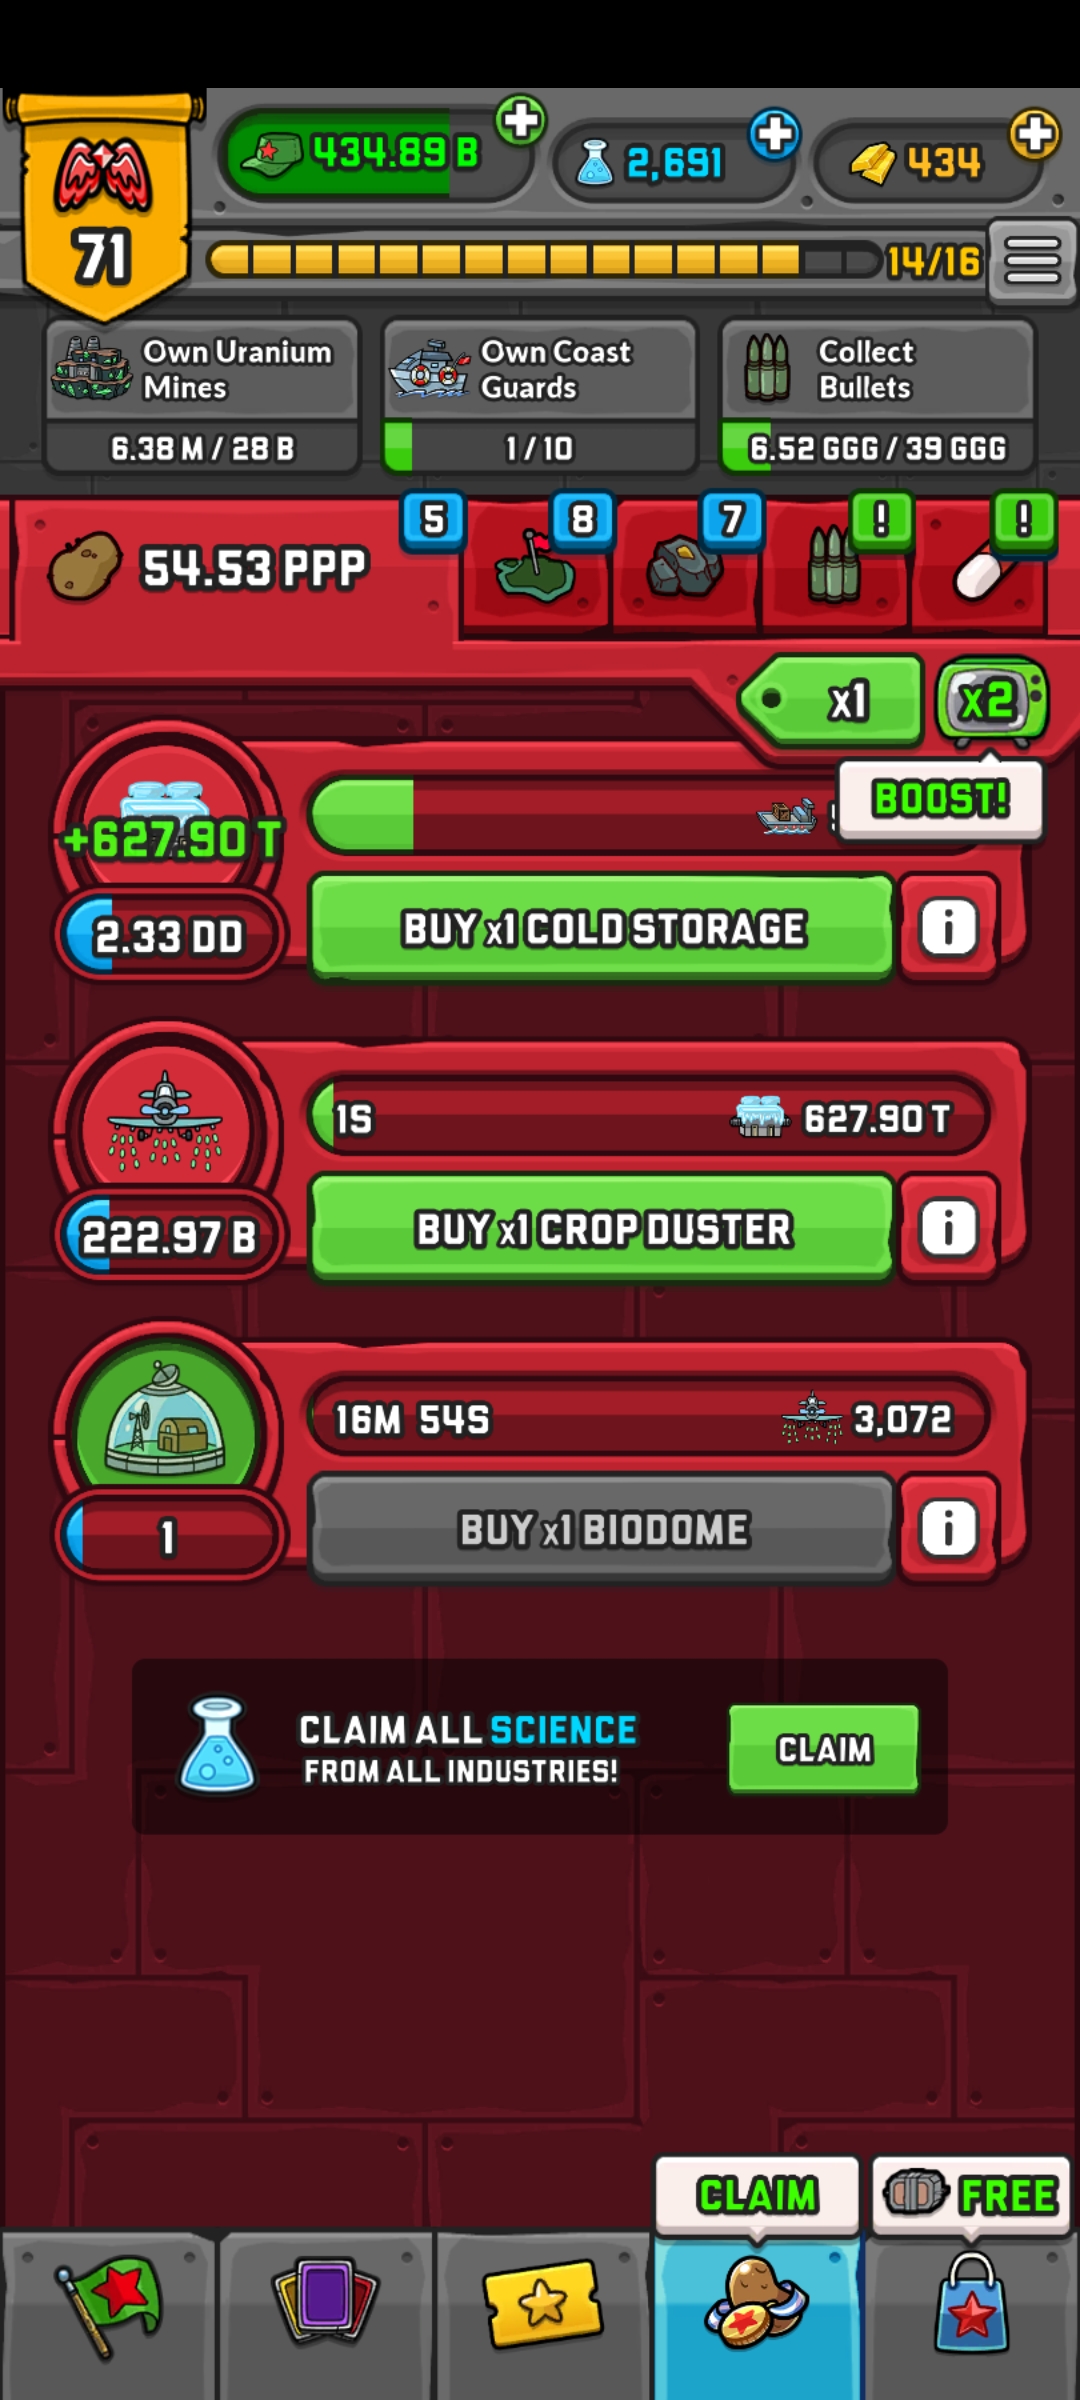 434.89 B
2,691
434
71
14/16
Own Uranium
Mines
6.38 M / 28 B
Own Coast
Guards
1 / 10
Collect
Bullets
6.52 GGG / 39 GGG
54.53 PPP
5
8
7
!
!
x1
x2
BOOST!
+627.90 T
2.33 DD
BUY x1 COLD STORAGE
i
1S
627.90 T
222.97 B
BUY x1 CROP DUSTER
i
16M 54S
3,072
1
BUY x1 BIODOME
i
CLAIM ALL SCIENCE
FROM ALL INDUSTRIES!
CLAIM
CLAIM
FREE